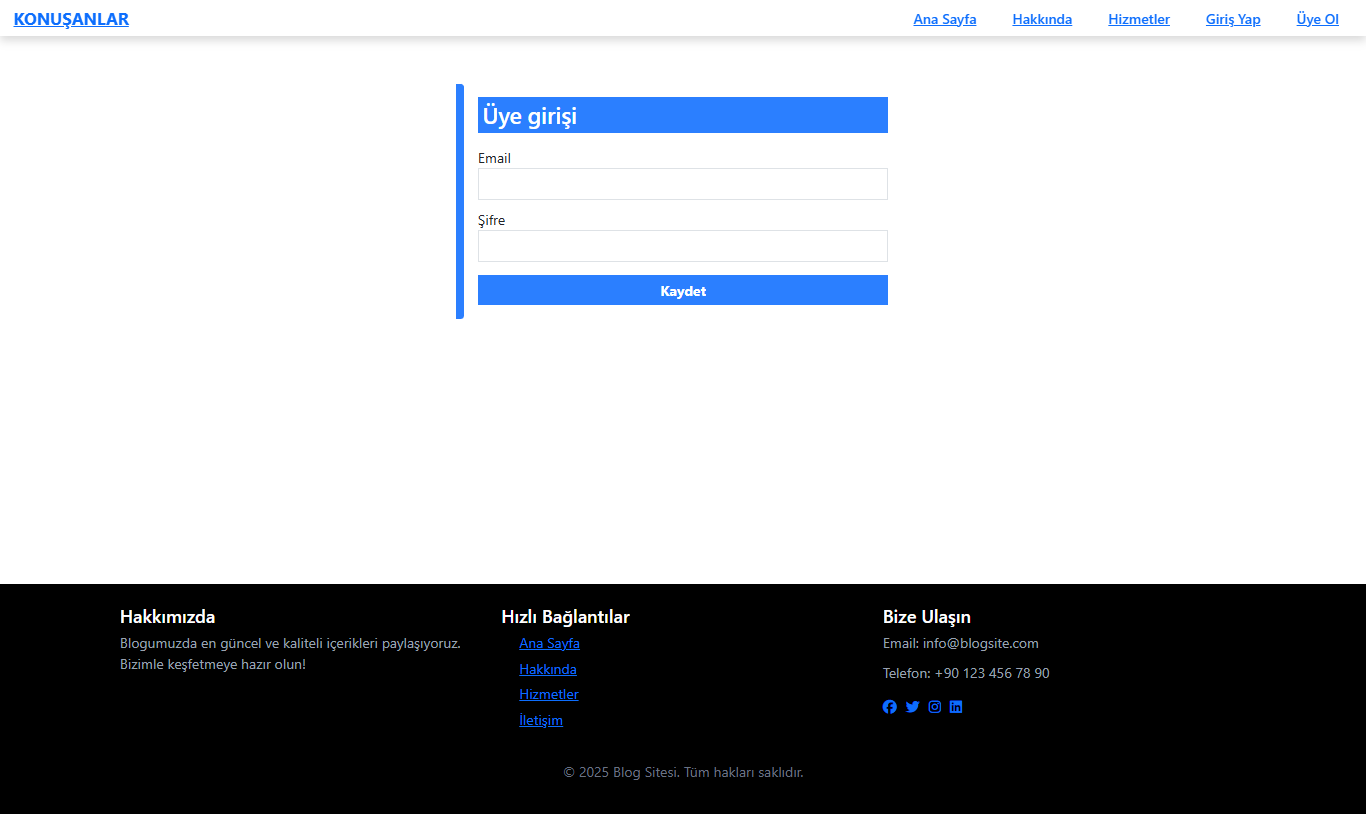 KONUŞANLAR
Ana Sayfa
Hakkında
Hizmetler
Giriş Yap
Üye Ol
Üye girişi
Email
Şifre
Kaydet
Hakkımızda
Blogumuzda en güncel ve kaliteli içerikleri paylaşıyoruz.
Bizimle keşfetmeye hazır olun!
Hızlı Bağlantılar
Ana Sayfa
Hakkında
Hizmetler
İletişim
Bize Ulaşın
Email: info@blogsite.com
Telefon: +90 123 456 78 90
© 2025 Blog Sitesi. Tüm hakları saklıdır.